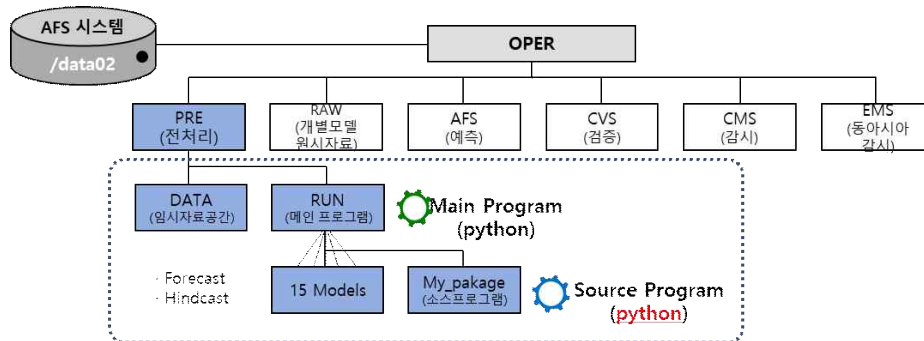 AFS 시스템
/data02
OPER
PRE
(전처리)
RAW
(개별모델
원시자료)
AFS
(예측)
CVS
(검증)
CMS
(감시)
EMS
(동아시아
감시)
DATA
(임시자료공간)
RUN
(메인 프로그램)
Main Program
(python)
· Forecast
· Hindcast
15 Models
My_pakage
(소스프로그램)
Source Program
(python)